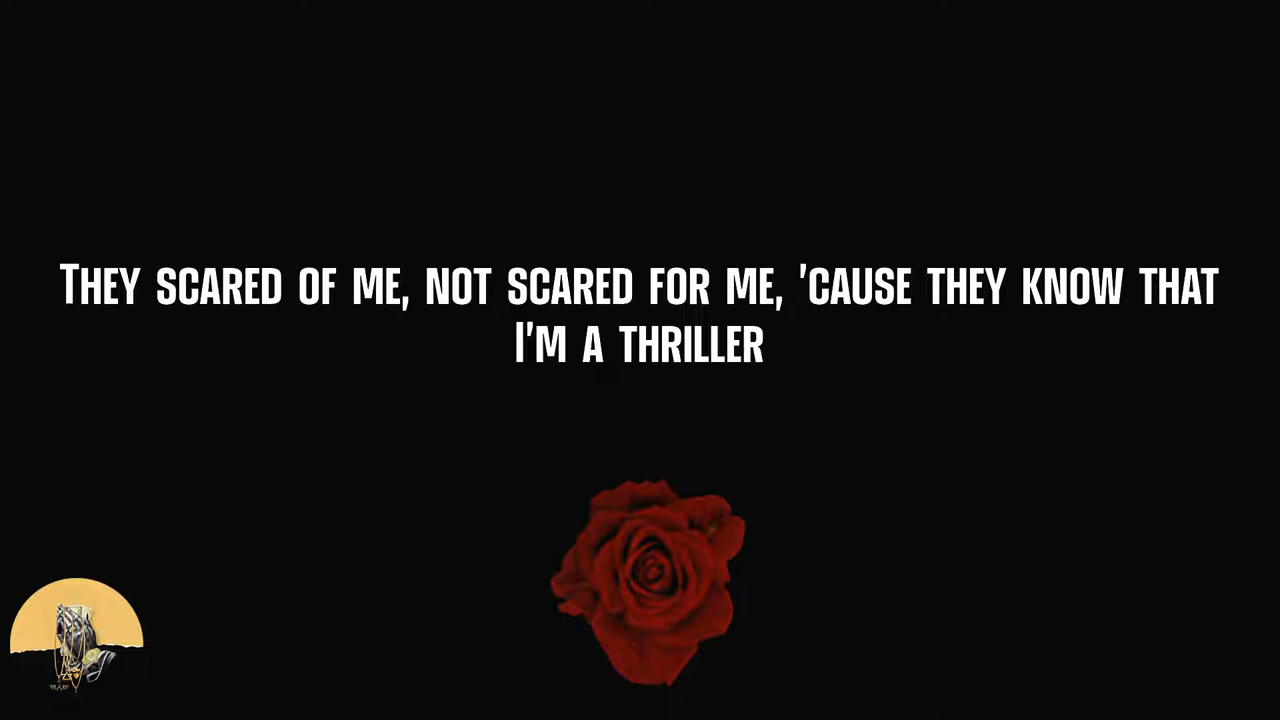 They scared of me, not scared for me, 'cause they know that
I'm a thriller